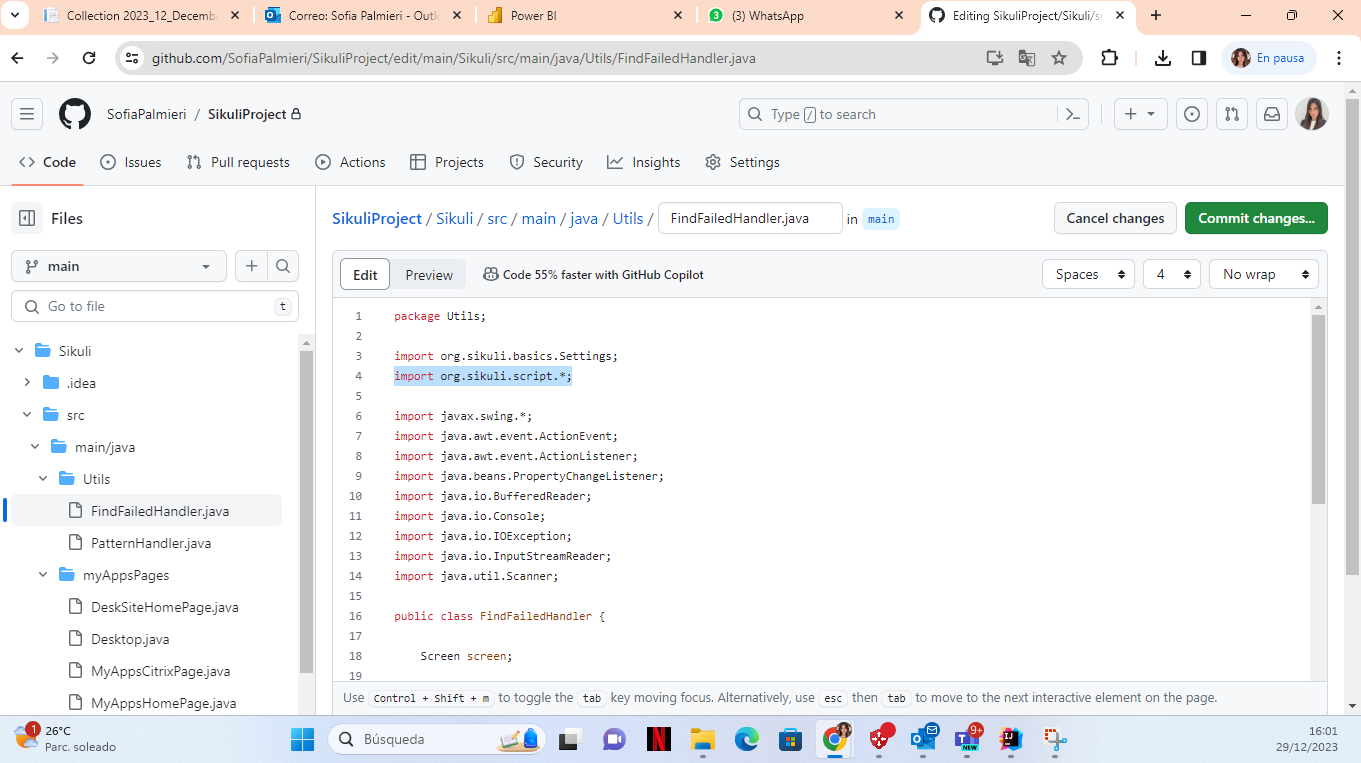 Collection 2023_12_Decemb
Correo: Sofia Palmieri - Outl
Power BI
(3) WhatsApp
Editing SikuliProject/Sikuli/s
github.com/SofiaPalmieri/SikuliProject/edit/main/Sikuli/src/main/java/Utils/FindFailedHandler.java
En pausa
SofiaPalmieri / SikuliProject
Type / to search
Code
Issues
Pull requests
Actions
Projects
Security
Insights
Settings
Files
SikuliProject / Sikuli / src / main / java / Utils / FindFailedHandler.java in main
Cancel changes
Commit changes...
main
Edit
Preview
Code 55% faster with GitHub Copilot
Spaces
4
No wrap
Go to file
t
Sikuli
.idea
src
main/java
Utils
FindFailedHandler.java
PatternHandler.java
myAppsPages
DeskSiteHomePage.java
Desktop.java
MyAppsCitrixPage.java
MyAppsHomePage.java
1 package Utils;
2
3 import org.sikuli.basics.Settings;
4 import org.sikuli.script.*;
5
6 import javax.swing.*;
7 import java.awt.event.ActionEvent;
8 import java.awt.event.ActionListener;
9 import java.beans.PropertyChangeListener;
10 import java.io.BufferedReader;
11 import java.io.Console;
12 import java.io.IOException;
13 import java.io.InputStreamReader;
14 import java.util.Scanner;
15
16 public class FindFailedHandler {
17
18 Screen screen;
19
Use Control + Shift + m to toggle the tab key moving focus. Alternatively, use esc then tab to move to the next interactive element on the page.
1
26°C
Parc. soleado
Búsqueda
9+
NEW
16:01
29/12/2023